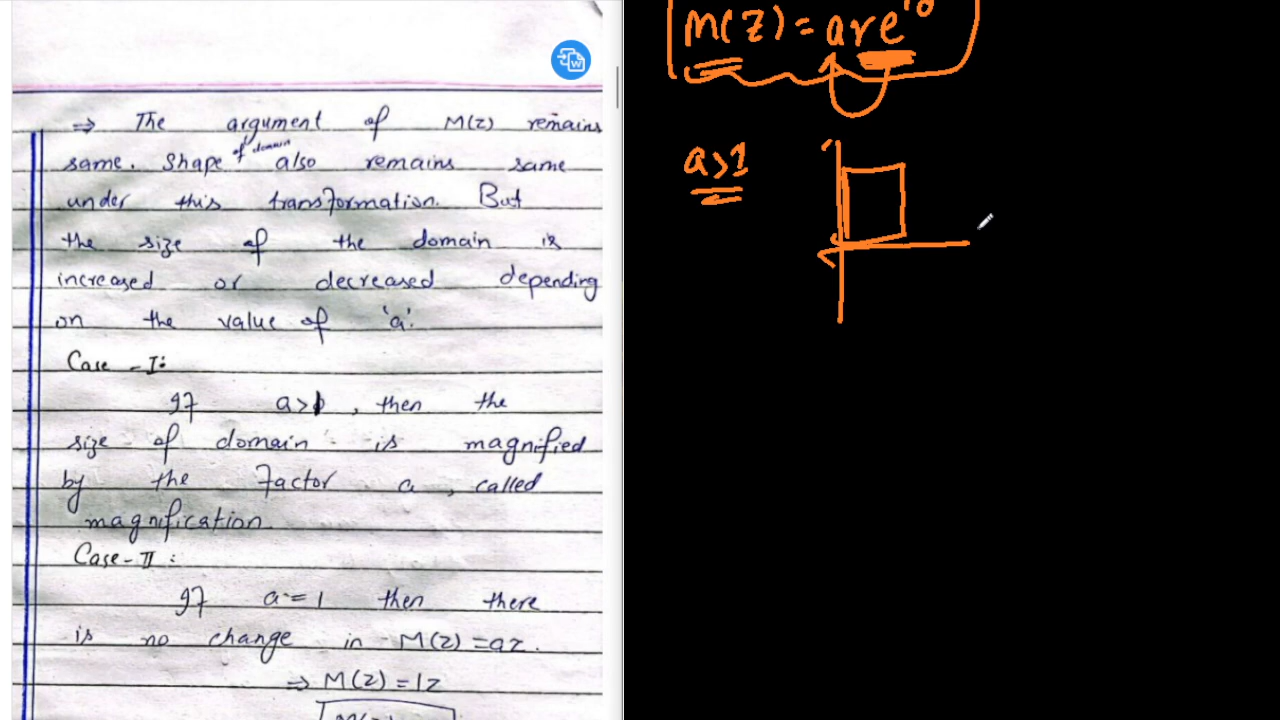 ⇒ The argument of M(z) remains
same. Shape of domain also remains same
under this transformation. But
the size of the domain is
increased or decreased depending
on the value of 'a'.
Case - I:
If a>1, then the
size of domain is magnified
by the factor a, called
magnification
Case - II:
If a = 1 then there
is no change in M(z) = az.
⇒ M(z) = 1z
M(z) = are^iθ
a>1